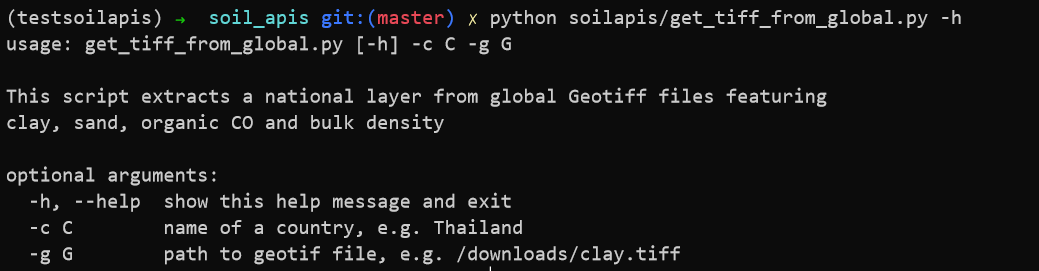 (testsoilapis) → soil_apis git:(master) ✗ python soilapis/get_tiff_from_global.py -h
usage: get_tiff_from_global.py [-h] -c C -g G
This script extracts a national layer from global Geotiff files featuring
clay, sand, organic CO and bulk density
optional arguments:
-h, --help show this help message and exit
-c C name of a country, e.g. Thailand
-g G path to geotif file, e.g. /downloads/clay.tiff